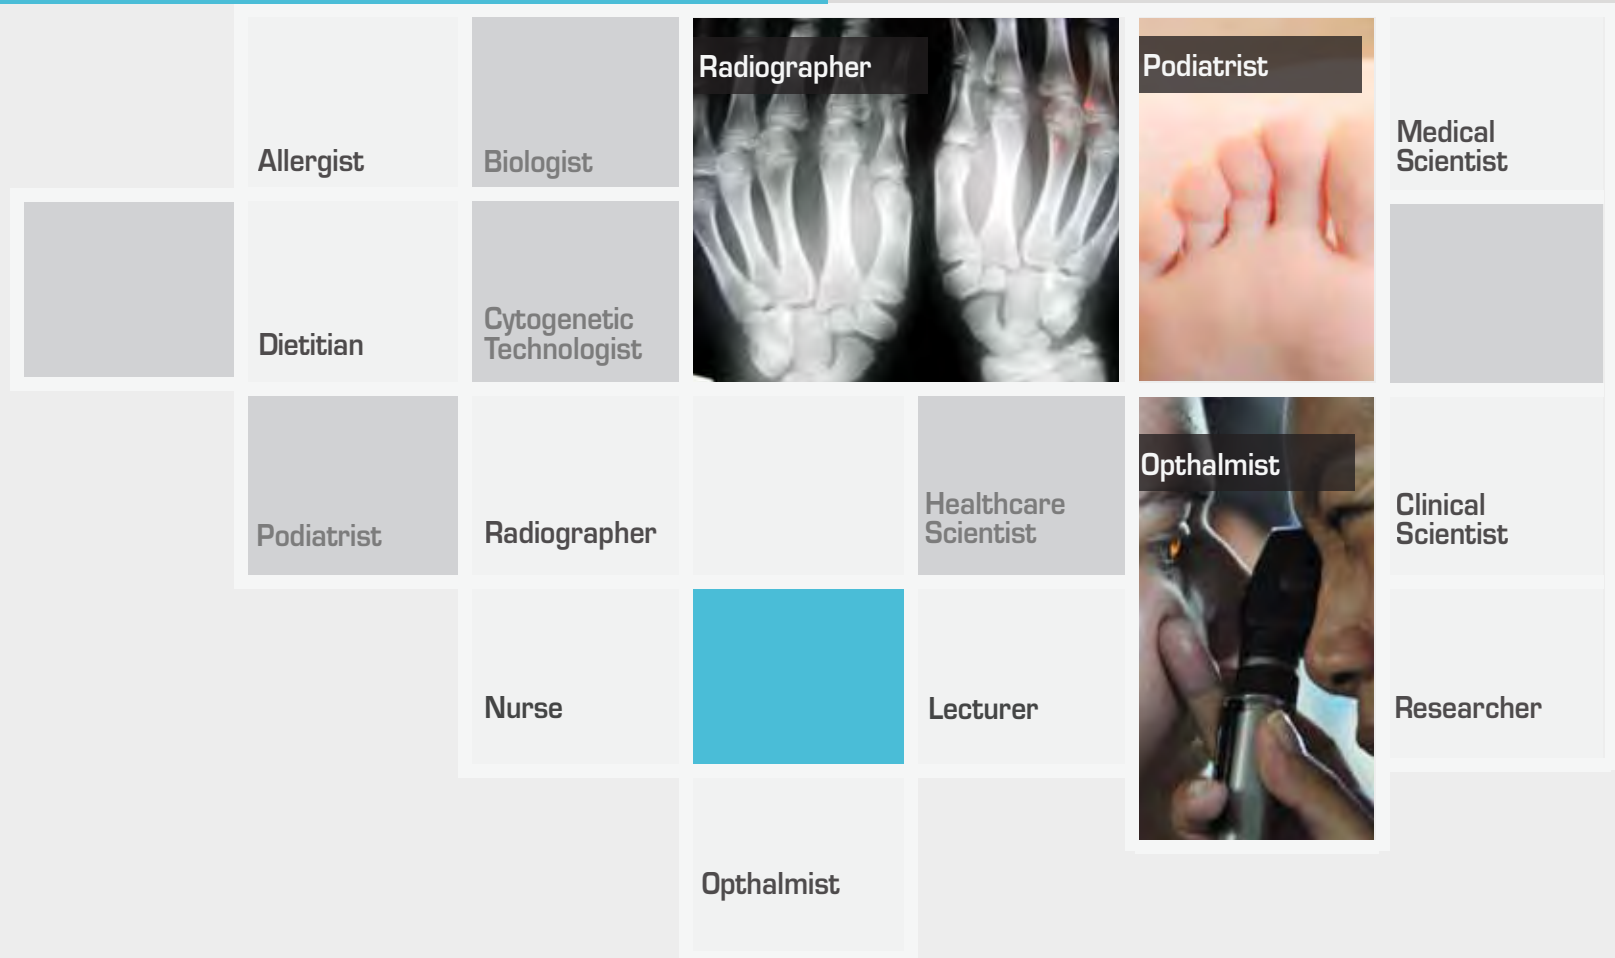 Radiographer
Podiatrist
Allergist
Biologist
Medical
Scientist
Dietitian
Cytogenetic
Technologist
Opthalmist
Podiatrist
Radiographer
Healthcare
Scientist
Clinical
Scientist
Nurse
Lecturer
Researcher
Opthalmist